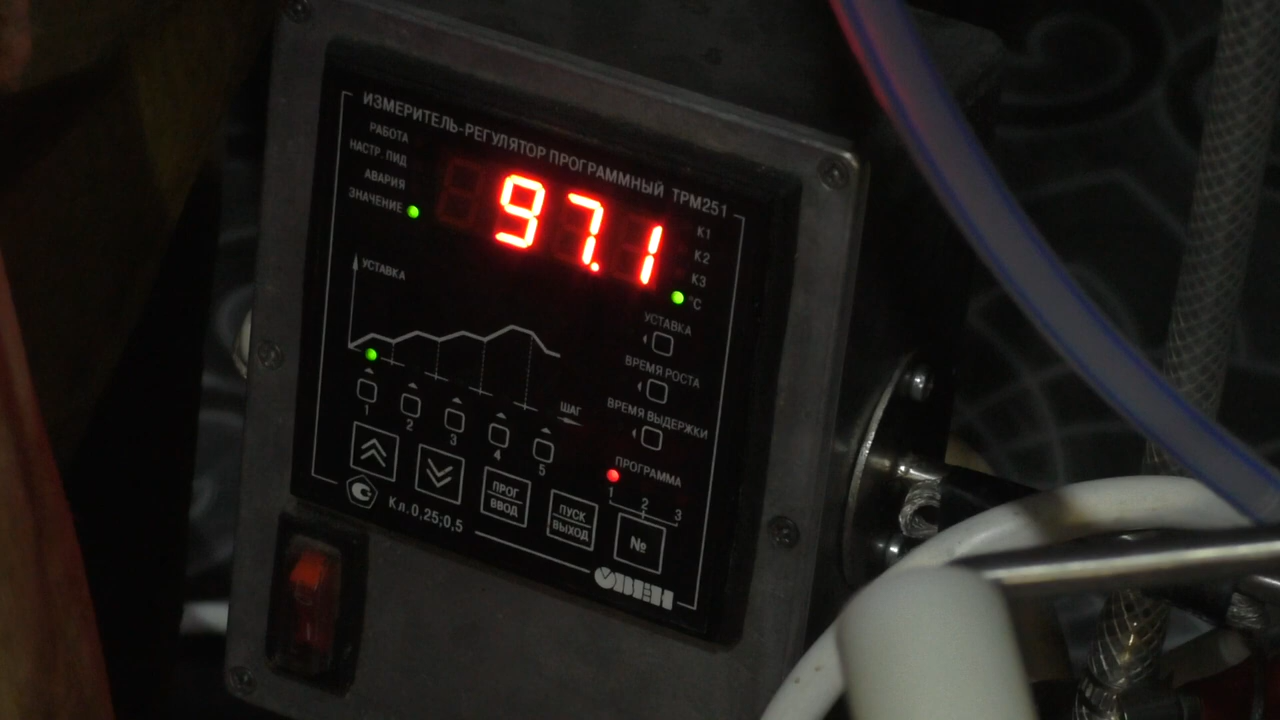 ИЗМЕРИТЕЛЬ-РЕГУЛЯТОР ПРОГРАММНЫЙ ТРМ251
РАБОТА
НАСТР. ПИД
АВАРИЯ
ЗНАЧЕНИЕ
97.1
К1
К2
К3
°C
УСТАВКА
УСТАВКА
ВРЕМЯ РОСТА
ВРЕМЯ ВЫДЕРЖКИ
ШАГ
1 2 3 4 5
ПРОГРАММА
1 2 3
ПРОГ
ВВОД
ПУСК
ВЫХОД
№
Кл.0,25;0,5
ОВЕН